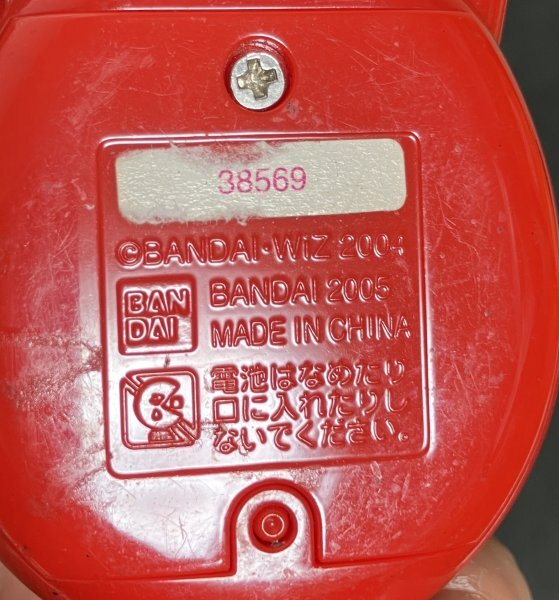 38569
©BANDAI・WiZ 2004
BAN
DAI
BANDAI 2005
MADE IN CHINA
電池はなめたり
口に入れたりし
ないでください。